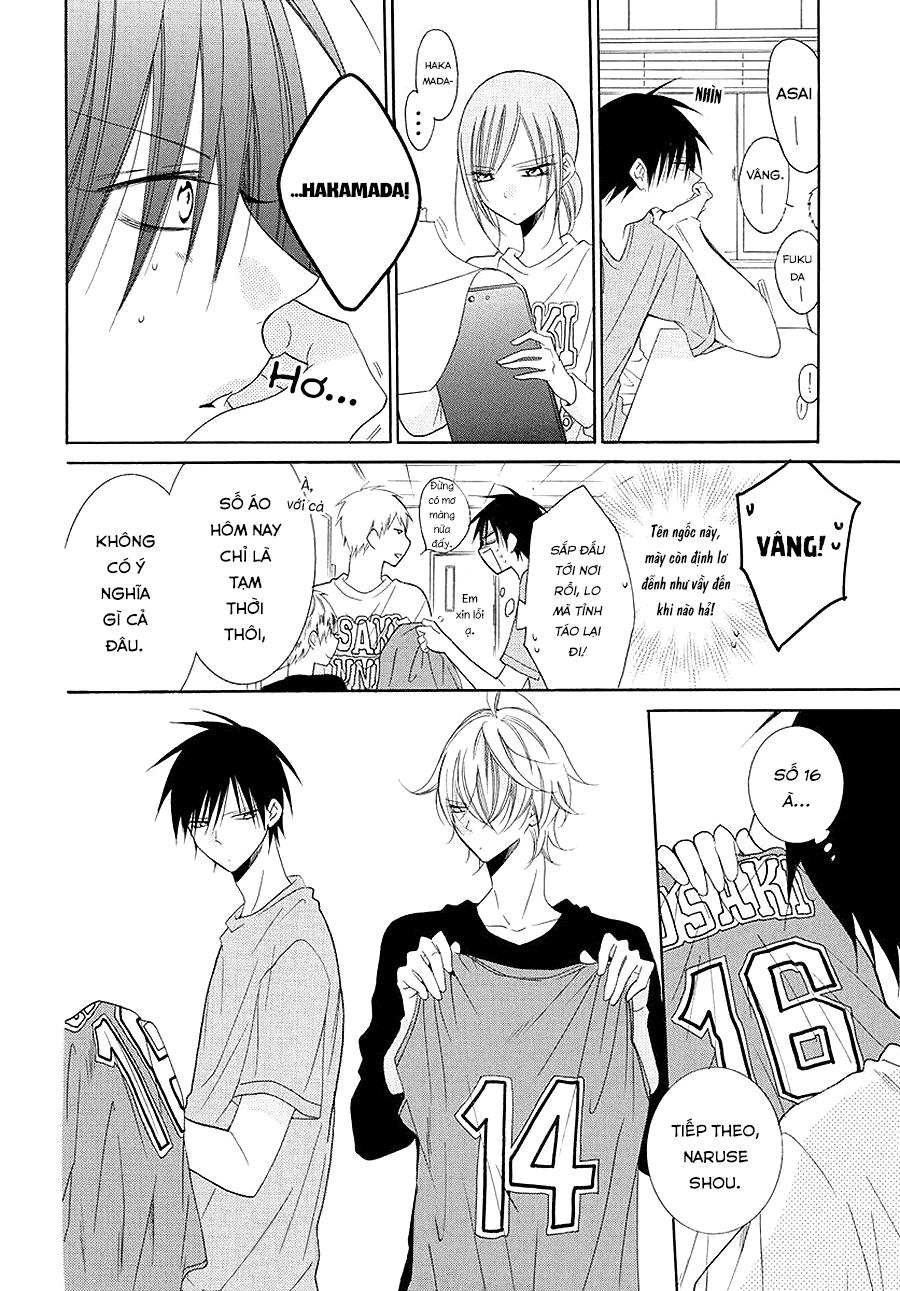 ASAI
—
NHÌN
VÂNG.
—
FUKU
DA
—
HAKA
MADA-
...
...HAKAMADA!
HƠ...
VÂNG!
Tên ngốc này,
mày còn định lơ
đễnh như vầy đến
khi nào hả!
SẮP ĐẤU
TỚI NƠI
RỒI, LO
MÀ TỈNH
TÁO LẠI
ĐI!
Đừng
có mơ
màng
nữa
đấy.
Em
xin lỗi
ạ.
À,
với cả
SỐ ÁO
HÔM NAY
CHỈ LÀ
TẠM
THỜI
THÔI,
KHÔNG
CÓ Ý
NGHĨA
GÌ CẢ
ĐÂU.
SỐ 16
À...
OSAKI
16
TIẾP THEO,
NARUSE
SHOU.
14